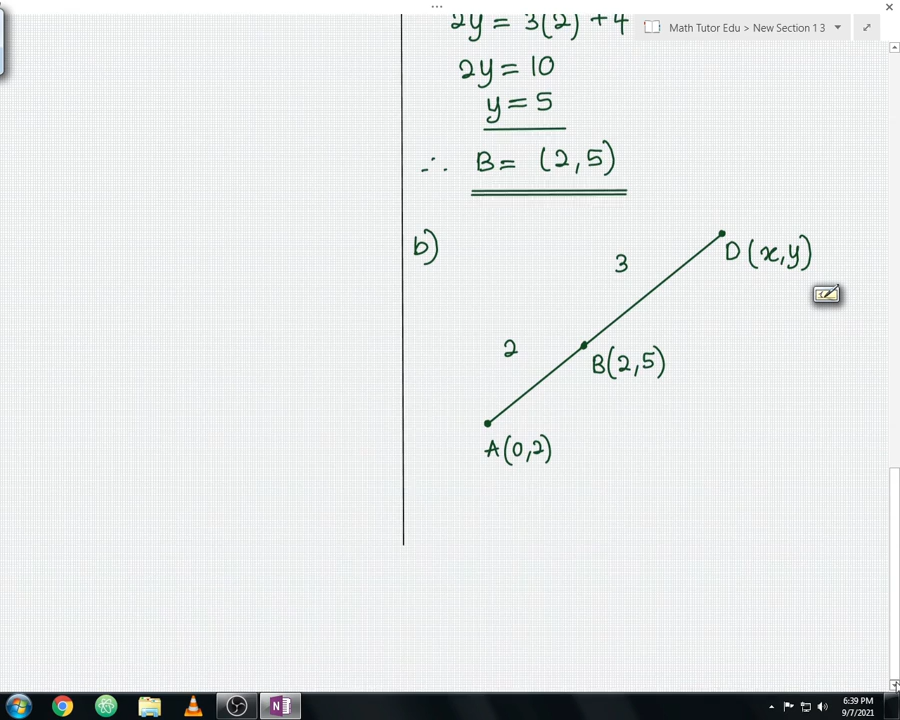 Math Tutor Edu > New Section 1 3
2y = 3(2) + 4
2y = 10
y = 5
∴ B = (2,5)
b)
D(x,y)
3
2
B(2,5)
A(0,2)
6:39 PM
9/7/2021